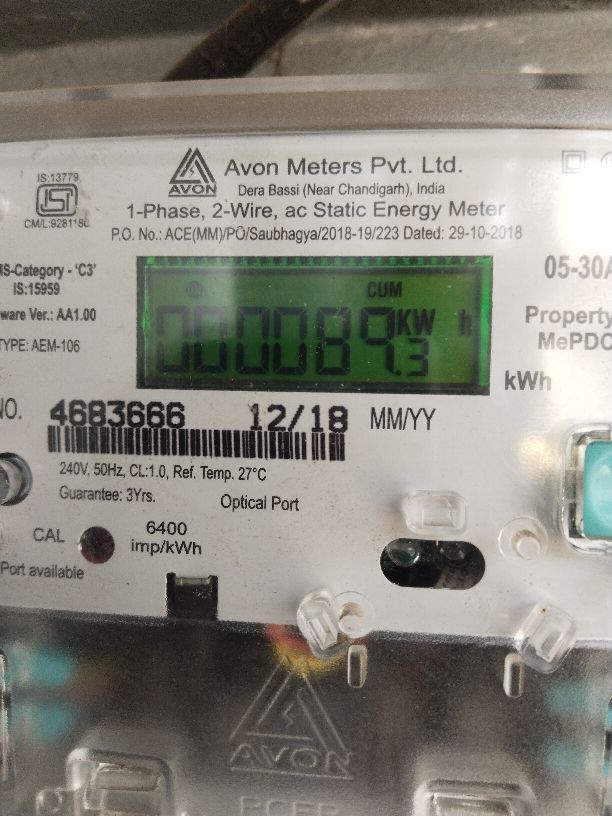 IS:13779
ISI
CM/L:9281180
AVON
Avon Meters Pvt. Ltd.
Dera Bassi (Near Chandigarh), India
1-Phase, 2-Wire, ac Static Energy Meter
P.O. No.: ACE(MM)/PO/Saubhagya/2018-19/223 Dated: 29-10-2018
MS-Category - 'C3'
IS:15959
ware Ver.: AA1.00
TYPE: AEM-106
CUM
000089.3 KW h
kWh
05-30A
Property
MePDC
NO. 4683666 12/18 MM/YY
240V, 50Hz, CL:1.0, Ref. Temp. 27°C
Guarantee: 3Yrs.
Optical Port
CAL
6400
imp/kWh
Port available
AVON